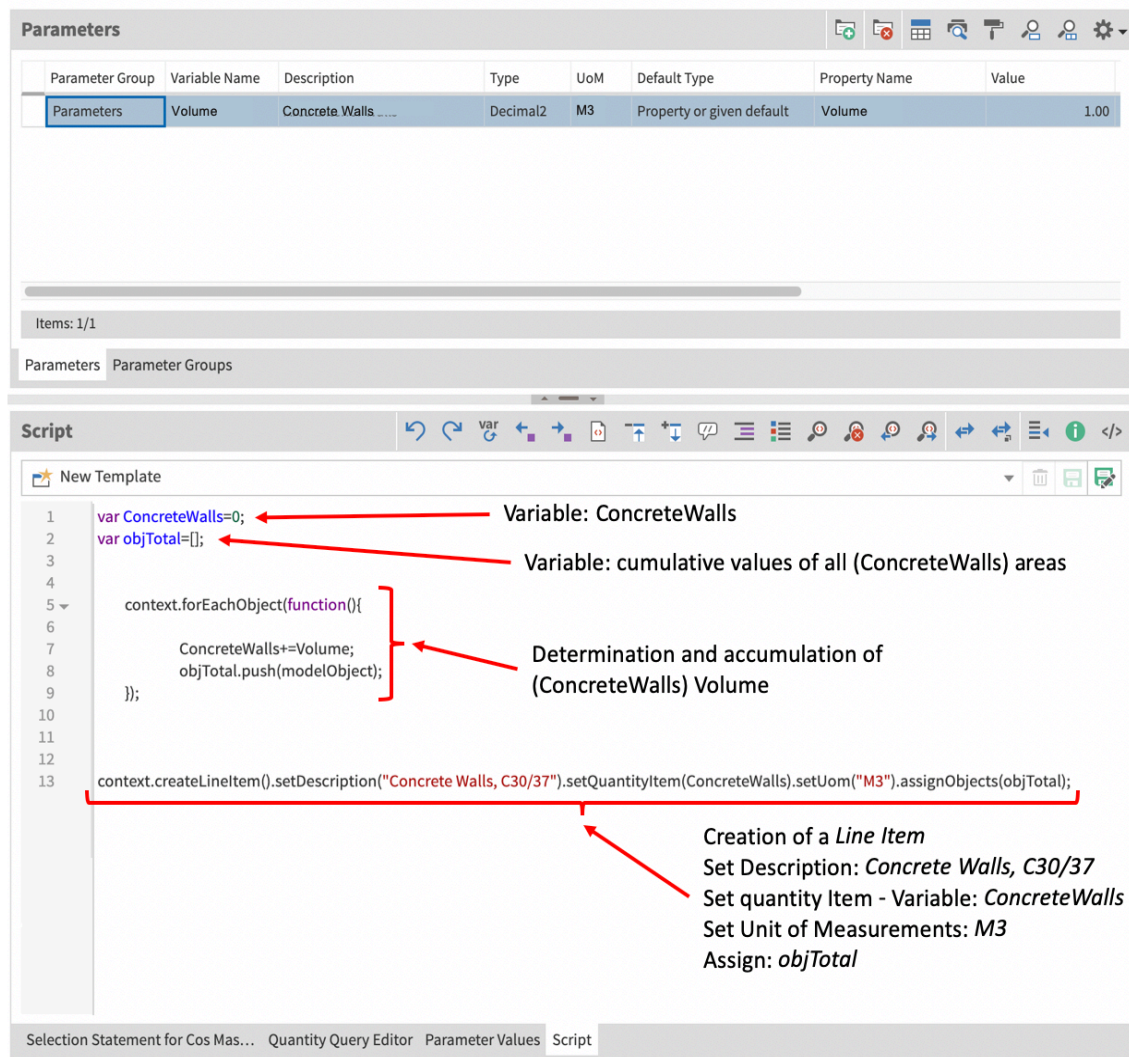 Parameters
Parameter Group Variable Name Description Type UoM Default Type Property Name Value
Parameters Volume Concrete Walls Decimal2 M3 Property or given default Volume 1.00
Items: 1/1
Parameters Parameter Groups
Script
var
New Template
1 var ConcreteWalls=0; Variable: ConcreteWalls
2 var objTotal=[];
Variable: cumulative values of all (ConcreteWalls) areas
3
4
5 context.forEachObject(function(){
6
7 ConcreteWalls+=Volume;
8 objTotal.push(modelObject);
9 });
Determination and accumulation of
(ConcreteWalls) Volume
10
11
12
13 context.createLineItem().setDescription("Concrete Walls, C30/37").setQuantityItem(ConcreteWalls).setUom("M3").assignObjects(objTotal);
Creation of a Line Item
Set Description: Concrete Walls, C30/37
Set quantity Item - Variable: ConcreteWalls
Set Unit of Measurements: M3
Assign: objTotal
Selection Statement for Cos Mas... Quantity Query Editor Parameter Values Script